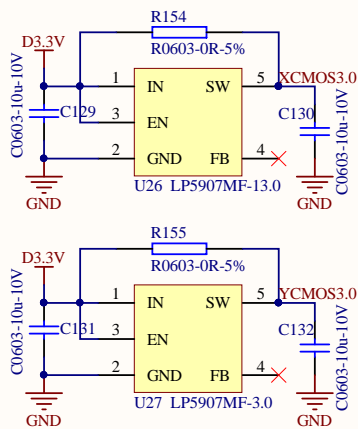 R154
R0603-0R-5%
D3.3V
C0603-10u-10V
C129
1 IN SW 5 XCMOS3.0
3 EN
2 GND FB 4
C130
C0603-10u-10V
U26 LP5907MF-13.0
GND
GND
R155
R0603-0R-5%
D3.3V
C0603-10u-10V
C131
1 IN SW 5 YCMOS3.0
3 EN
2 GND FB 4
C132
C0603-10u-10V
U27 LP5907MF-3.0
GND
GND